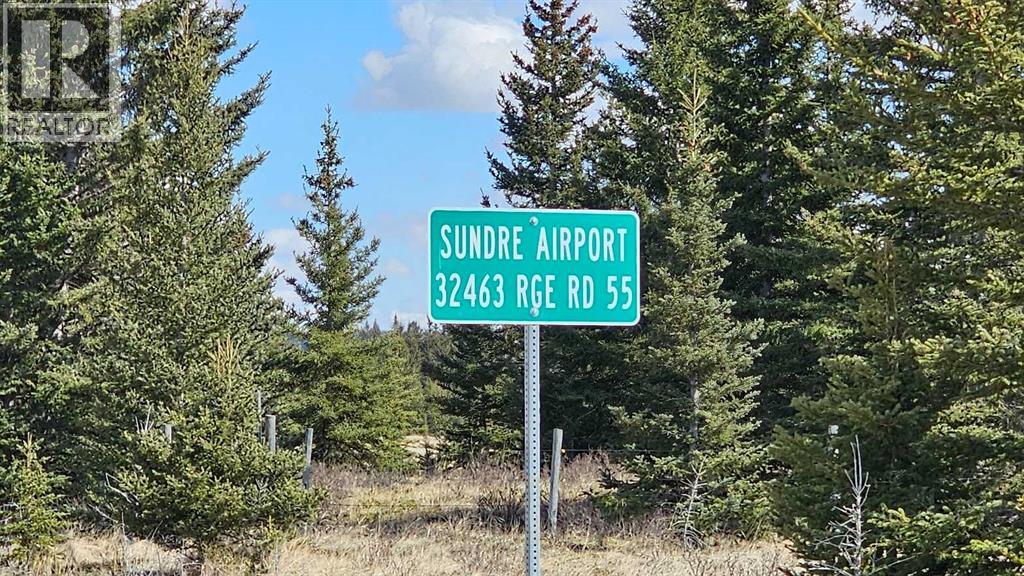 R
REALTOR
SUNDRE AIRPORT
32463 RGE RD 55